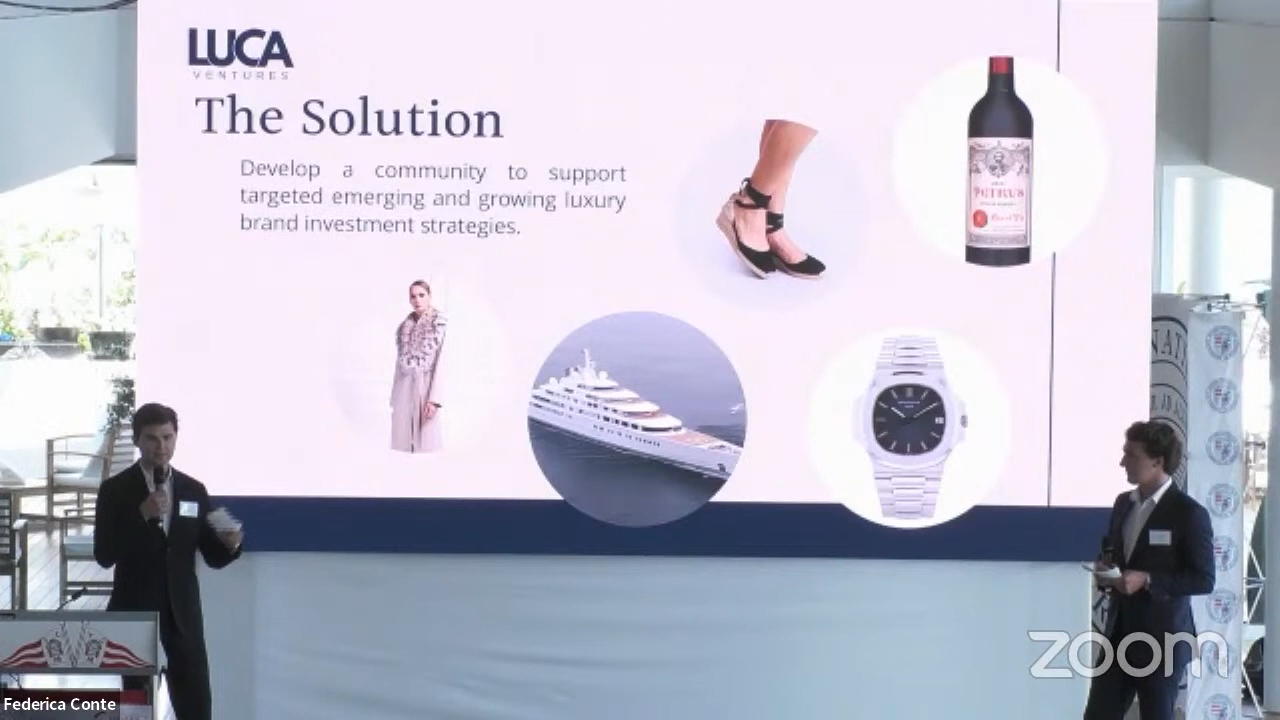 LUCA
VENTURES
The Solution
Develop a community to support
targeted emerging and growing luxury
brand investment strategies.
PETRUS
zoom
Federica Conte